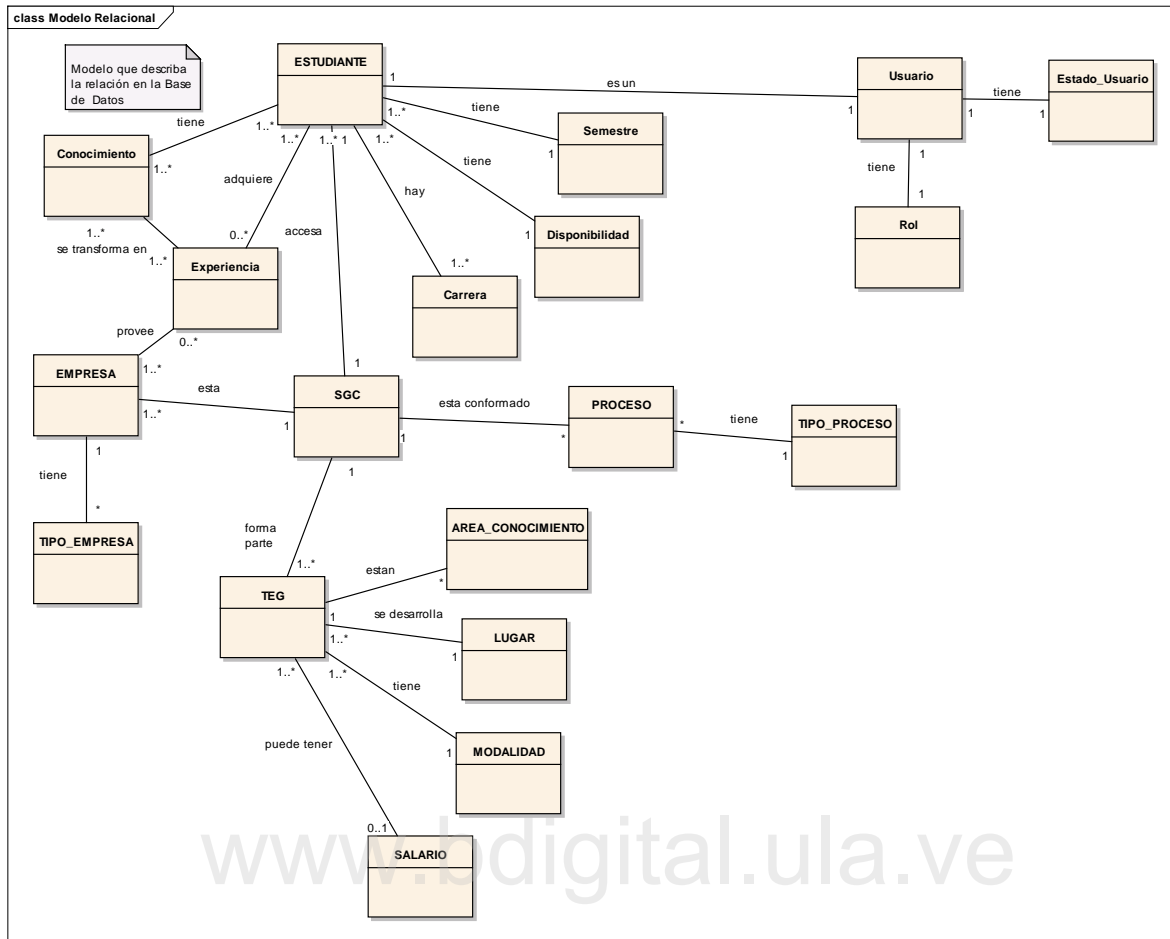 class Modelo Relacional
Modelo que describa
la relación en la Base
de Datos
ESTUDIANTE
1
es un
1
Usuario
1
tiene
1
Estado_Usuario
1
tiene
1
Rol
1..*
tiene
1..*
Conocimiento
1..*
tiene
1
Semestre
1..*
tiene
1
Disponibilidad
1..*
adquiere
0..*
1..*
se transforma en
1..*
Experiencia
1..* 1
accesa
1
hay
1..*
Carrera
provee
0..*
1..*
EMPRESA
1..*
esta
1
SGC
1
esta conformado
*
PROCESO
*
tiene
1
TIPO_PROCESO
1
tiene
*
TIPO_EMPRESA
1
forma
parte
1..*
TEG
1
estan
*
AREA_CONOCIMIENTO
1..*
se desarrolla
1
LUGAR
1..*
tiene
1
MODALIDAD
1..*
puede tener
0..1
SALARIO
www.bdigital.ula.ve